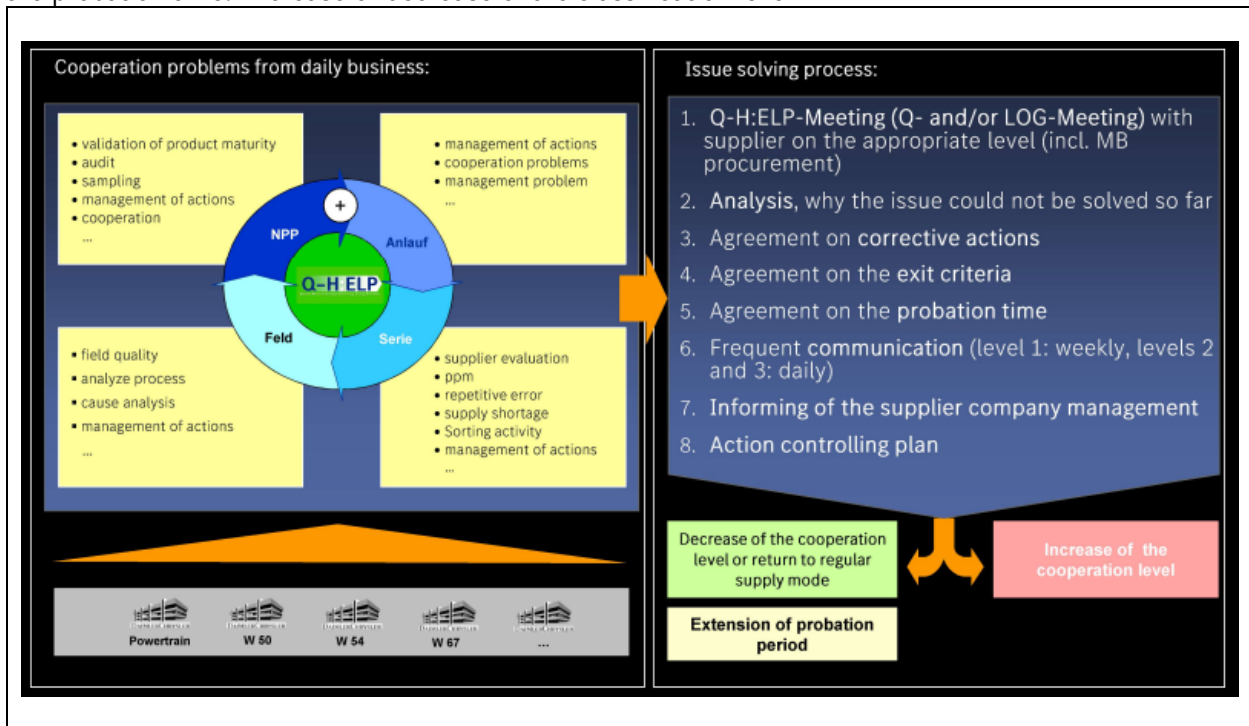 Cooperation problems from daily business:
• validation of product maturity
• audit
• sampling
• management of actions
• cooperation
...
• management of actions
• cooperation problems
• management problem
...
+
NPP
Anlauf
Q-H:ELP
Feld
Serie
▪ field quality
▪ analyze process
▪ cause analysis
▪ management of actions
...
• supplier evaluation
• ppm
• repetitive error
• supply shortage
• Sorting activity
• management of actions
...
Powertrain
W 50
W 54
W 67
...
Issue solving process:
1. Q-H:ELP-Meeting (Q- and/or LOG-Meeting) with
supplier on the appropriate level (incl. MB
procurement)
2. Analysis, why the issue could not be solved so far
3. Agreement on corrective actions
4. Agreement on the exit criteria
5. Agreement on the probation time
6. Frequent communication (level 1: weekly, levels 2
and 3: daily)
7. Informing of the supplier company management
8. Action controlling plan
Decrease of the cooperation
level or return to regular
supply mode
Increase of the
cooperation level
Extension of probation
period